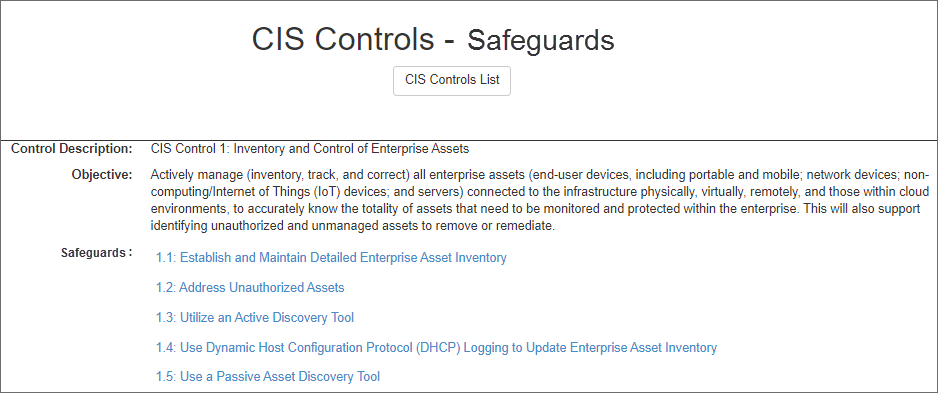 CIS Controls - Safeguards
CIS Controls List
Control Description: CIS Control 1: Inventory and Control of Enterprise Assets
Objective: Actively manage (inventory, track, and correct) all enterprise assets (end-user devices, including portable and mobile; network devices; non-
computing/Internet of Things (IoT) devices; and servers) connected to the infrastructure physically, virtually, remotely, and those within cloud
environments, to accurately know the totality of assets that need to be monitored and protected within the enterprise. This will also support
identifying unauthorized and unmanaged assets to remove or remediate.
Safeguards: 1.1: Establish and Maintain Detailed Enterprise Asset Inventory
1.2: Address Unauthorized Assets
1.3: Utilize an Active Discovery Tool
1.4: Use Dynamic Host Configuration Protocol (DHCP) Logging to Update Enterprise Asset Inventory
1.5: Use a Passive Asset Discovery Tool